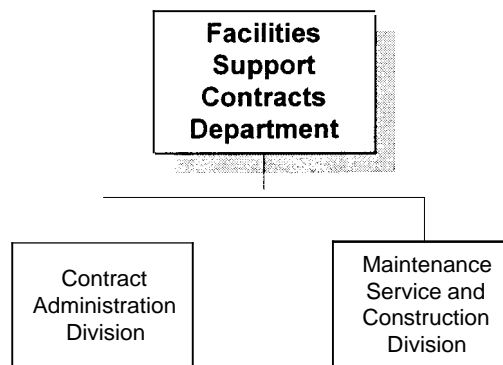 Facilities
Support
Contracts
Department
Contract
Administration
Division
Maintenance
Service and
Construction
Division